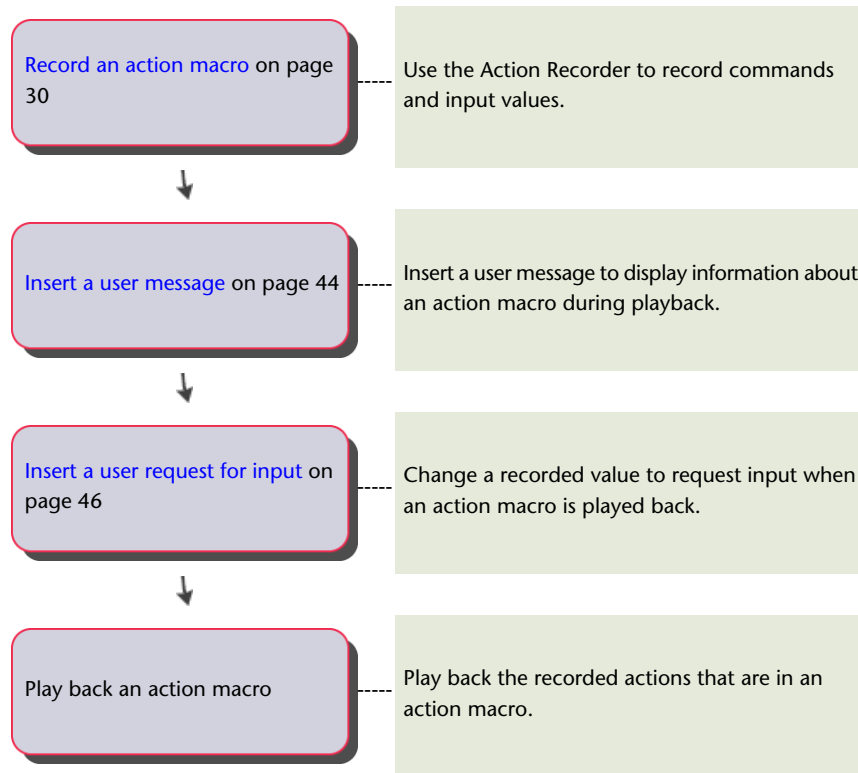 Record an action macro on page
30
Use the Action Recorder to record commands
and input values.
Insert a user message on page 44
Insert a user message to display information about
an action macro during playback.
Insert a user request for input on
page 46
Change a recorded value to request input when
an action macro is played back.
Play back an action macro
Play back the recorded actions that are in an
action macro.